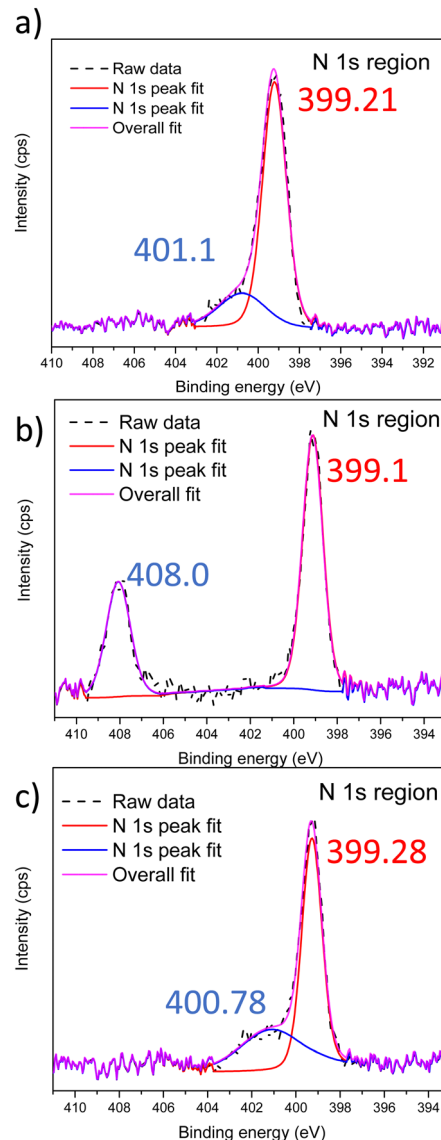 a)
N 1s region
Raw data
N 1s peak fit
N 1s peak fit
Overall fit
399.21
401.1
Intensity (cps)
410 408 406 404 402 400 398 396 394 392
Binding energy (eV)
b)
N 1s region
Raw data
N 1s peak fit
N 1s peak fit
Overall fit
399.1
408.0
Intensity (cps)
410 408 406 404 402 400 398 396 394
Binding energy (eV)
c)
N 1s region
Raw data
N 1s peak fit
N 1s peak fit
Overall fit
399.28
400.78
Intensity (cps)
410 408 406 404 402 400 398 396 394
Binding energy (eV)